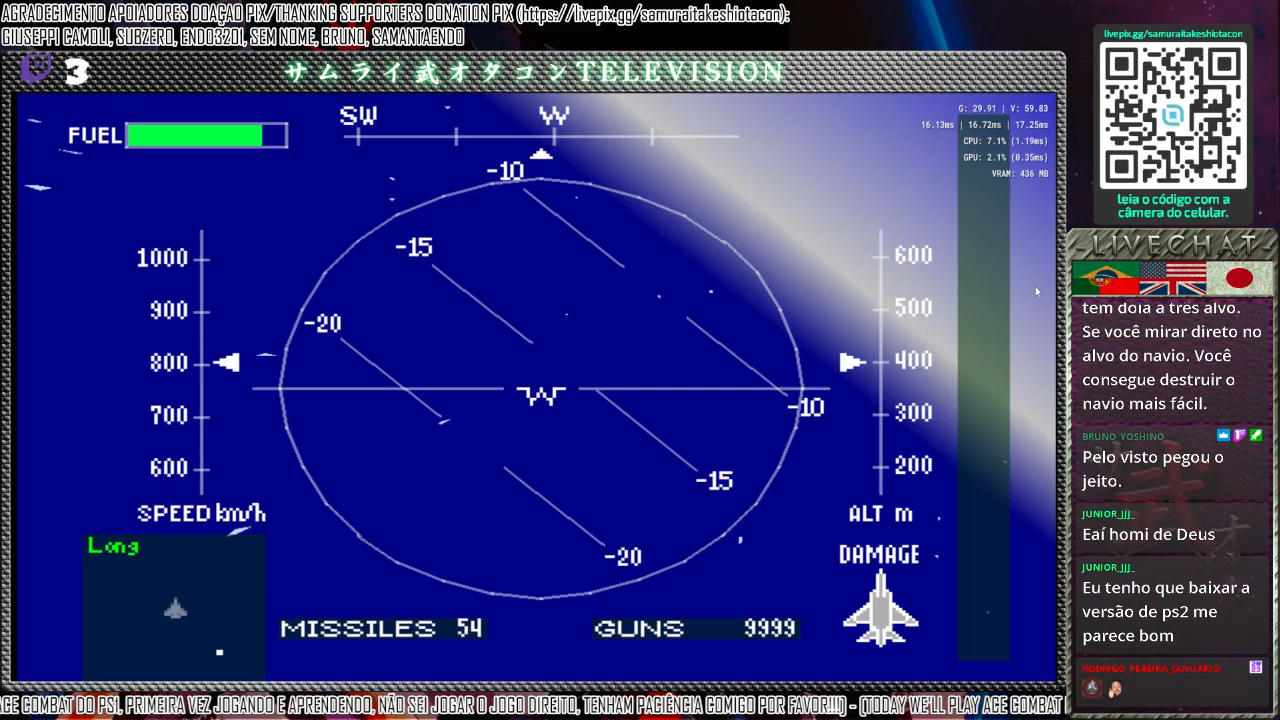 AGRADECIMENTO APOIADORES DOAÇÃO PIX/THANKING SUPPORTERS DONATION PIX (https://livepix.gg/samuraitakeshiotacon):
GIUSEPPI CAMOLI, SUBZERO, ENDO3201, SEM NOME, BRUNO, SAMANTAENDO
3
サムライ武オタコンTELEVISION
livepix.gg/samuraitakeshiotacon
leia o código com a
câmera do celular.
FUEL
SW
W
G: 29.91 | V: 59.83
16.13ms | 16.72ms | 17.25ms
CPU: 7.1% (1.19ms)
GPU: 2.1% (0.35ms)
VRAM: 436 MB
-10
-15
-20
-10
-15
-20
1000
900
800
700
600
SPEED km/h
600
500
400
300
200
ALT m
DAMAGE
Long
MISSILES 54
GUNS 9999
-LIVECHAT-
tem doia a três alvo.
Se você mirar direto no
alvo do navio. Você
consegue destruir o
navio mais fácil.
BRUNO_YOSHINO
Pelo visto pegou o
jeito.
JUNIOR_JJJ_
Eaí homi de Deus
JUNIOR_JJJ_
Eu tenho que baixar a
versão de ps2 me
parece bom
RODRIGO_PEREIRA_JANUARIO
ACE COMBAT DO PS1, PRIMEIRA VEZ JOGANDO E APRENDENDO, NÃO SEI JOGAR O JOGO DIREITO, TENHAM PACIÊNCIA COMIGO POR FAVOR!!!] - [TODAY WE'LL PLAY ACE COMBAT